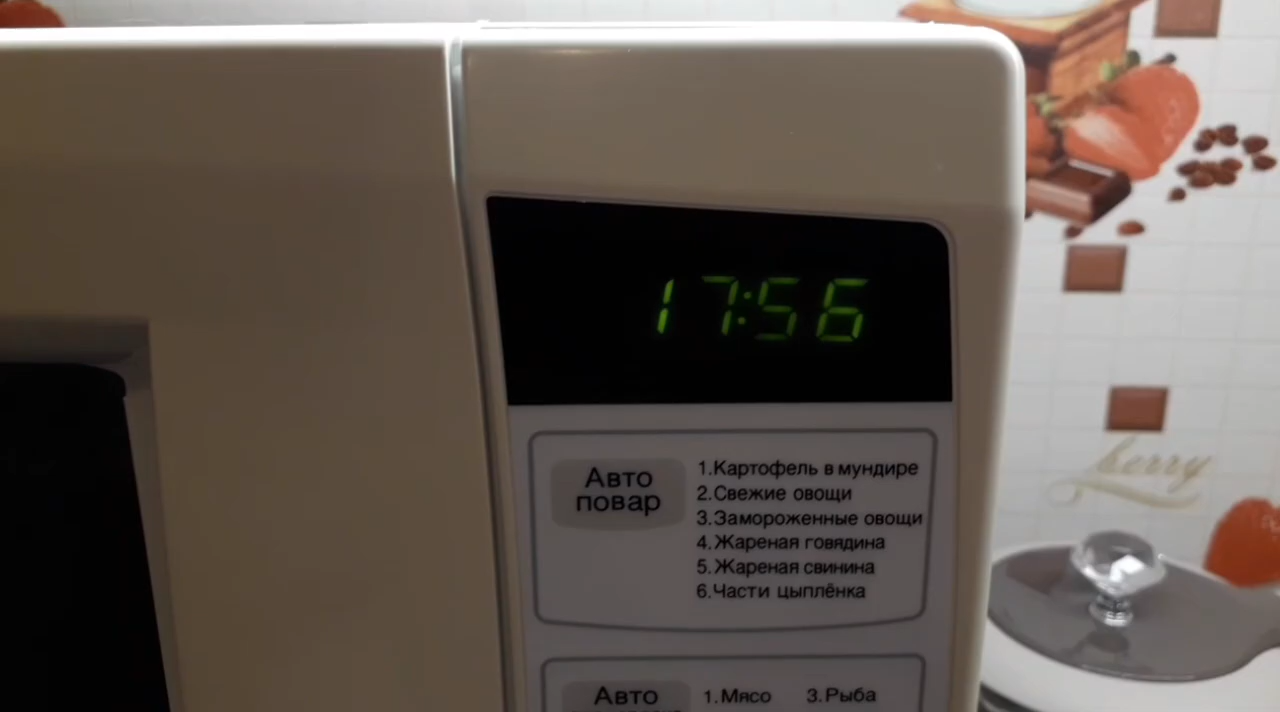 17:56
Авто
повар
1.Картофель в мундире
2.Свежие овощи
3.Замороженные овощи
4.Жареная говядина
5.Жареная свинина
6.Части цыплёнка
Авто
1.Мясо 3.Рыба
berry